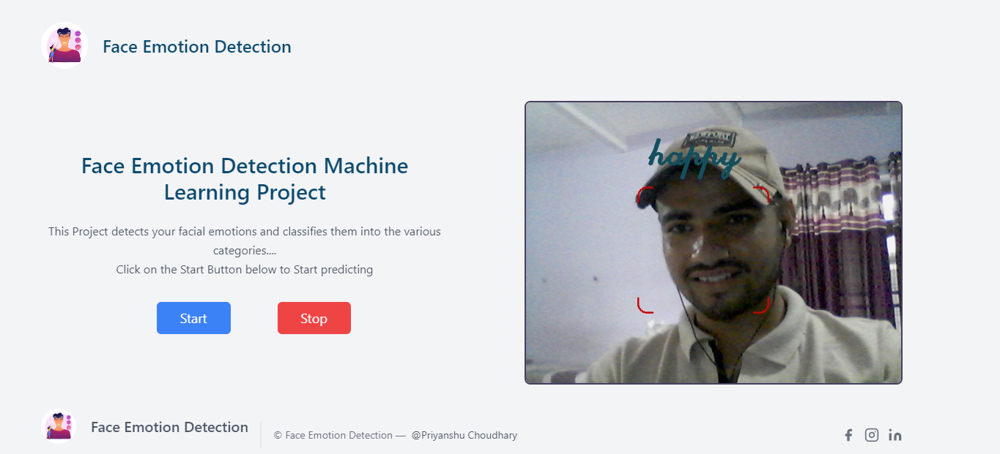 Face Emotion Detection
Face Emotion Detection Machine
Learning Project
This Project detects your facial emotions and classifies them into the various
categories....
Click on the Start Button below to Start predicting
Start
Stop
NEWPORT
happy
Face Emotion Detection
© Face Emotion Detection — @Priyanshu Choudhary